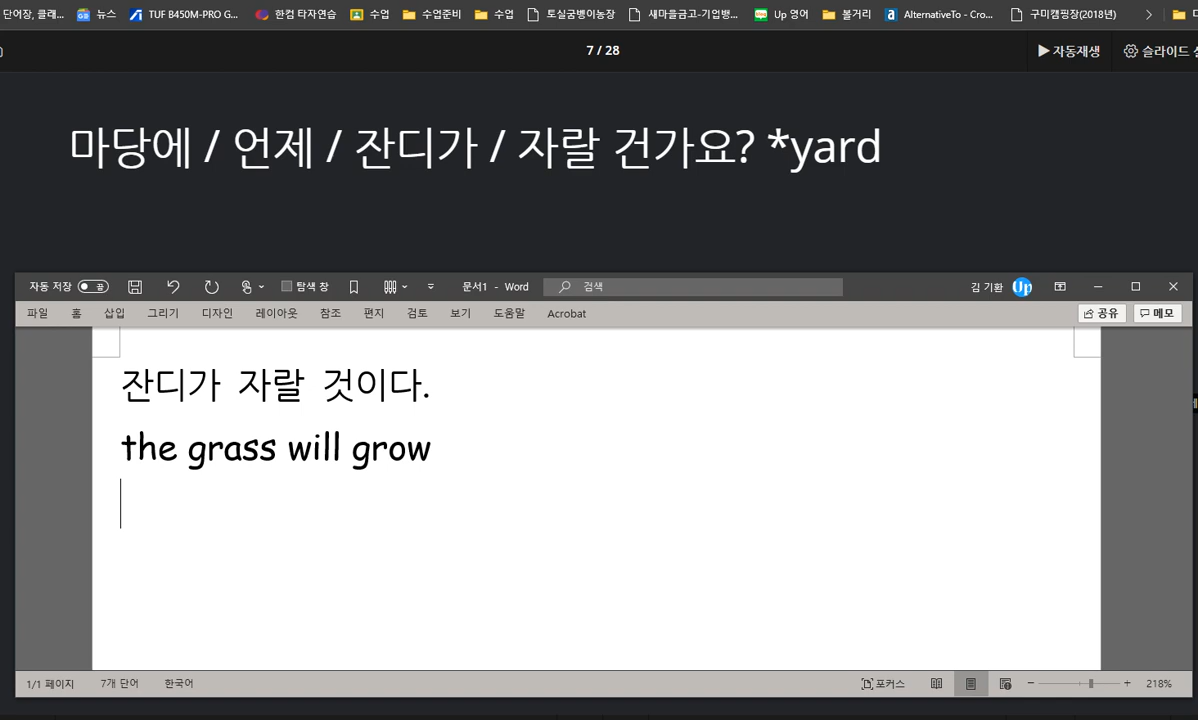 단어장, 클래... 뉴스 TUF B450M-PRO G... 한컴 타자연습 수업 수업준비 수업 토실굼벵이농장 새마을금고-기업뱅... Up 영어 볼거리 AlternativeTo - Cro... 구미캠핑장(2018년)
7 / 28 자동재생 슬라이드
마당에 / 언제 / 잔디가 / 자랄 건가요? *yard
자동 저장 끔 탐색 창 문서1 - Word 검색 김 기환 Up
파일 홈 삽입 그리기 디자인 레이아웃 참조 편지 검토 보기 도움말 Acrobat 공유 메모
잔디가 자랄 것이다.
the grass will grow
1/1 페이지 7개 단어 한국어 포커스 218%